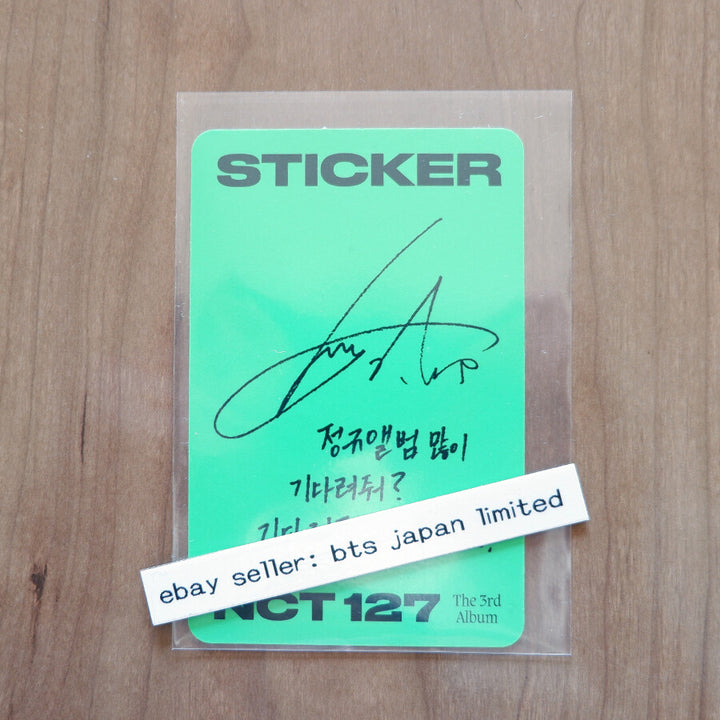 STICKER
정규앨범 많이
기다려줘?
ebay seller: bts japan limited
NCT 127
The 3rd
Album